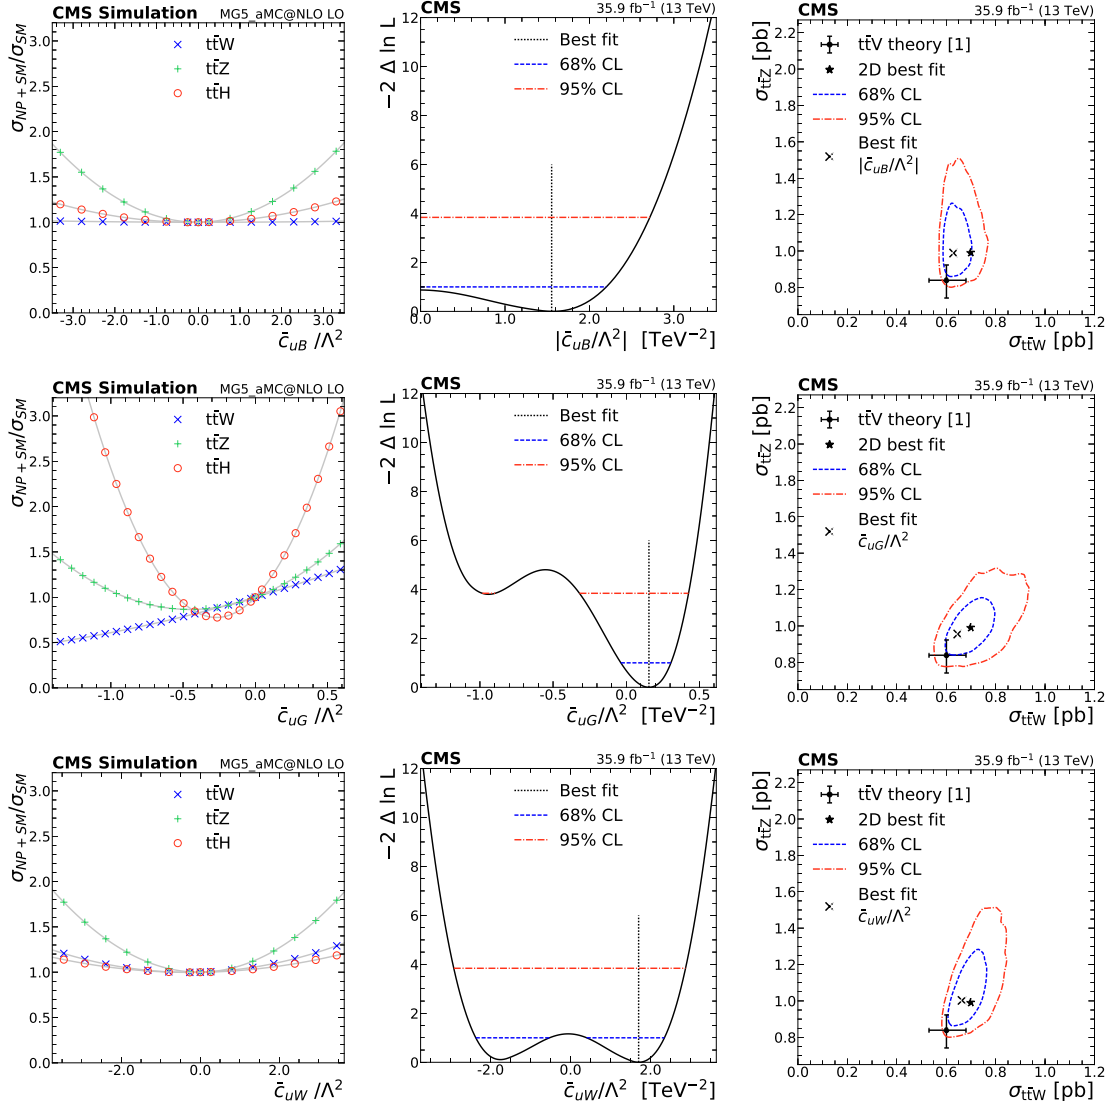 CMS Simulation MG5_aMC@NLO LO
σNP+SM/σSM
tt̄W
tt̄Z
tt̄H
3.0
2.5
2.0
1.5
1.0
0.5
0.0
-3.0 -2.0 -1.0 0.0 1.0 2.0 3.0
c̄uB /Λ²
CMS 35.9 fb⁻¹ (13 TeV)
−2 Δ ln L
Best fit
68% CL
95% CL
12
10
8
6
4
2
0
0.0 1.0 2.0 3.0
|c̄uB/Λ²| [TeV⁻²]
CMS 35.9 fb⁻¹ (13 TeV)
σtt̄Z [pb]
tt̄V theory [1]
2D best fit
68% CL
95% CL
Best fit
|c̄uB/Λ²|
2.2
2.0
1.8
1.6
1.4
1.2
1.0
0.8
0.0 0.2 0.4 0.6 0.8 1.0 1.2
σtt̄W [pb]
CMS Simulation MG5_aMC@NLO LO
σNP+SM/σSM
tt̄W
tt̄Z
tt̄H
3.0
2.5
2.0
1.5
1.0
0.5
0.0
-1.0 -0.5 0.0 0.5
c̄uG /Λ²
CMS 35.9 fb⁻¹ (13 TeV)
−2 Δ ln L
Best fit
68% CL
95% CL
12
10
8
6
4
2
0
-1.0 0.0 0.5
c̄uG/Λ² [TeV⁻²]
CMS 35.9 fb⁻¹ (13 TeV)
σtt̄Z [pb]
tt̄V theory [1]
2D best fit
68% CL
95% CL
Best fit
c̄uG/Λ²
2.2
2.0
1.8
1.6
1.4
1.2
1.0
0.8
0.0 0.2 0.4 0.6 0.8 1.0 1.2
σtt̄W [pb]
CMS Simulation MG5_aMC@NLO LO
σNP+SM/σSM
tt̄W
tt̄Z
tt̄H
3.0
2.5
2.0
1.5
1.0
0.5
0.0
-2.0 0.0 2.0
c̄uW /Λ²
CMS 35.9 fb⁻¹ (13 TeV)
−2 Δ ln L
Best fit
68% CL
95% CL
12
10
8
6
4
2
0
-2.0 0.0 2.0
c̄uW/Λ² [TeV⁻²]
CMS 35.9 fb⁻¹ (13 TeV)
σtt̄Z [pb]
tt̄V theory [1]
2D best fit
68% CL
95% CL
Best fit
c̄uW/Λ²
2.2
2.0
1.8
1.6
1.4
1.2
1.0
0.8
0.0 0.2 0.4 0.6 0.8 1.0 1.2
σtt̄W [pb]